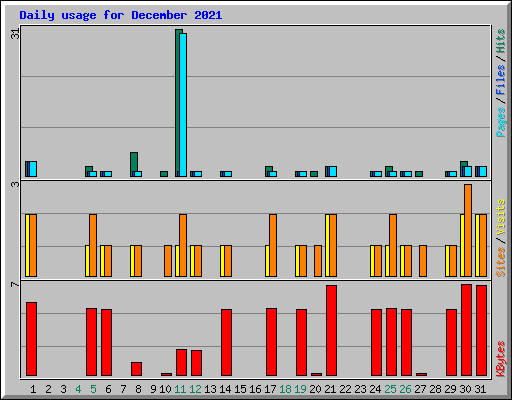 Daily usage for December 2021
31
3
7
Pages / Files / Hits
Sites / Visits
KBytes
1 2 3 4 5 6 7 8 9 10 11 12 13 14 15 16 17 18 19 20 21 22 23 24 25 26 27 28 29 30 31